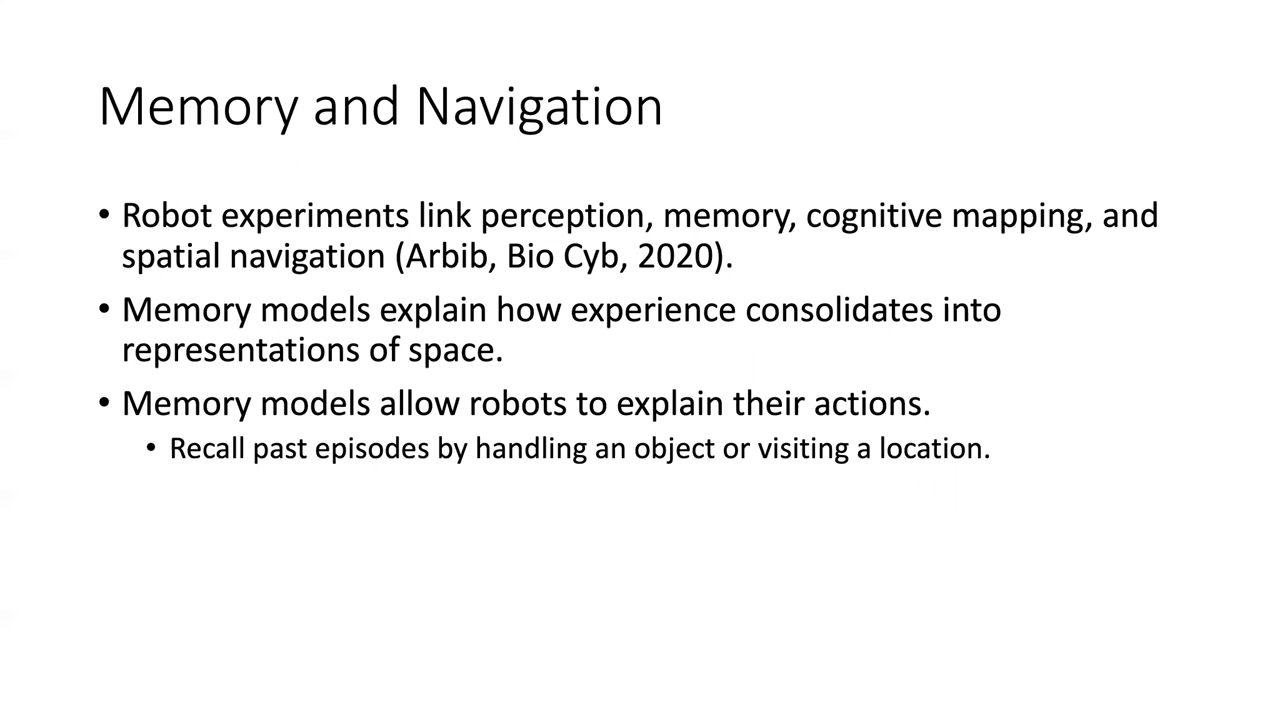 Memory and Navigation
• Robot experiments link perception, memory, cognitive mapping, and
spatial navigation (Arbib, Bio Cyb, 2020).
• Memory models explain how experience consolidates into
representations of space.
• Memory models allow robots to explain their actions.
• Recall past episodes by handling an object or visiting a location.